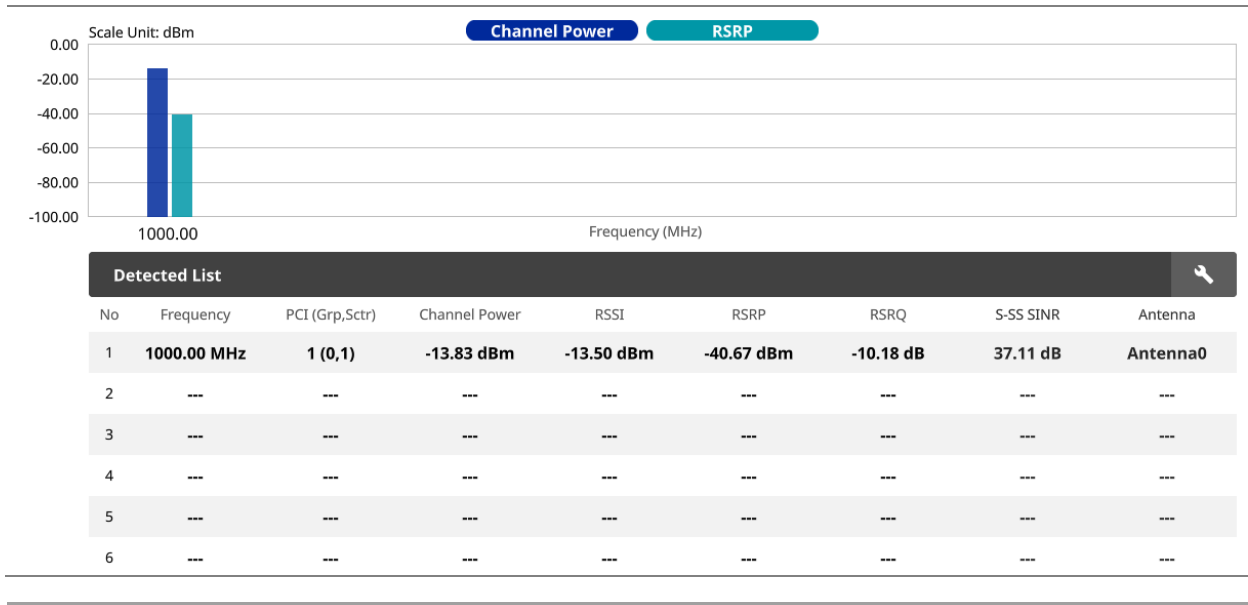 Scale Unit: dBm
Channel Power
RSRP
0.00
-20.00
-40.00
-60.00
-80.00
-100.00
1000.00
Frequency (MHz)
Detected List
No Frequency PCI (Grp,Sctr) Channel Power RSSI RSRP RSRQ S-SS SINR Antenna
1 1000.00 MHz 1 (0,1) -13.83 dBm -13.50 dBm -40.67 dBm -10.18 dB 37.11 dB Antenna0
2 --- --- --- --- --- --- --- ---
3 --- --- --- --- --- --- --- ---
4 --- --- --- --- --- --- --- ---
5 --- --- --- --- --- --- --- ---
6 --- --- --- --- --- --- --- ---